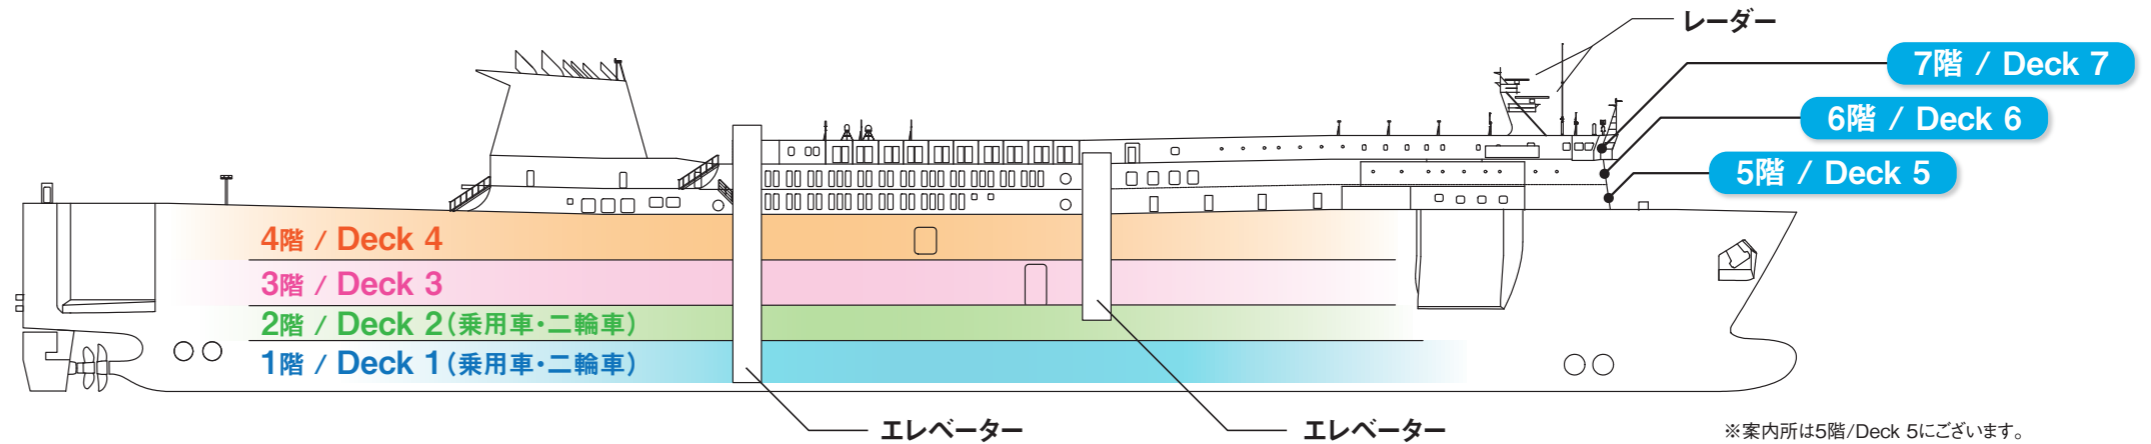 レーダー
7階 / Deck 7
6階 / Deck 6
5階 / Deck 5
4階 / Deck 4
3階 / Deck 3
2階 / Deck 2(乗用車・二輪車)
1階 / Deck 1(乗用車・二輪車)
エレベーター
エレベーター
※案内所は5階/Deck 5にございます。